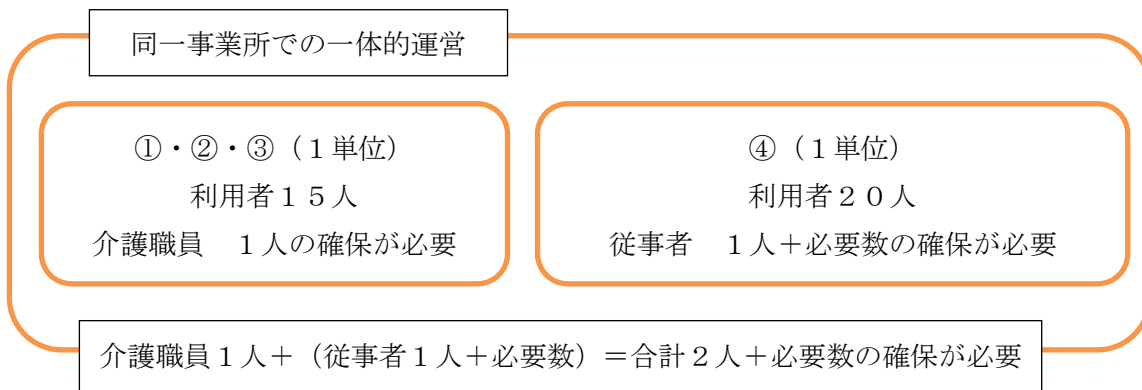 同一事業所での一体的運営
①・②・③（１単位）
利用者１５人
介護職員　１人の確保が必要
④（１単位）
利用者２０人
従事者　１人＋必要数の確保が必要
介護職員１人＋（従事者１人＋必要数）＝合計２人＋必要数の確保が必要